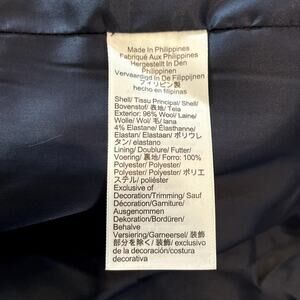 Made In Philippines
Fabriqué Aux Philippines
Hergestellt In Den
Philippinen
Vervaardigd In De Filippijnen
フィリピン製
hecho en filipinas
Shell/ Tissu Principal/ Shell/
Bovenstof/ 表地/ Tela
Exterior: 96% Wool/ Laine/
Wolle/ Wol/ 毛/ lana
4% Elastane/ Élasthanne/
Elastan/ Elastaan/ ポリウレ
タン/ elastano
Lining/ Doublure/ Futter/
Voering/ 裏地/ Forro: 100%
Polyester/ Polyester/
Polyester/ Polyester/ ポリエ
ステル/ poliéster
Exclusive of
Decoration/Trimming/ Sauf
Décoration/Garniture/
Ausgenommen
Dekoration/Bordüren/
Behalve
Versiering/Garneersel/ 装飾
部分を除く/ 装飾/ exclusivo
de la decoración/costura
decorativa